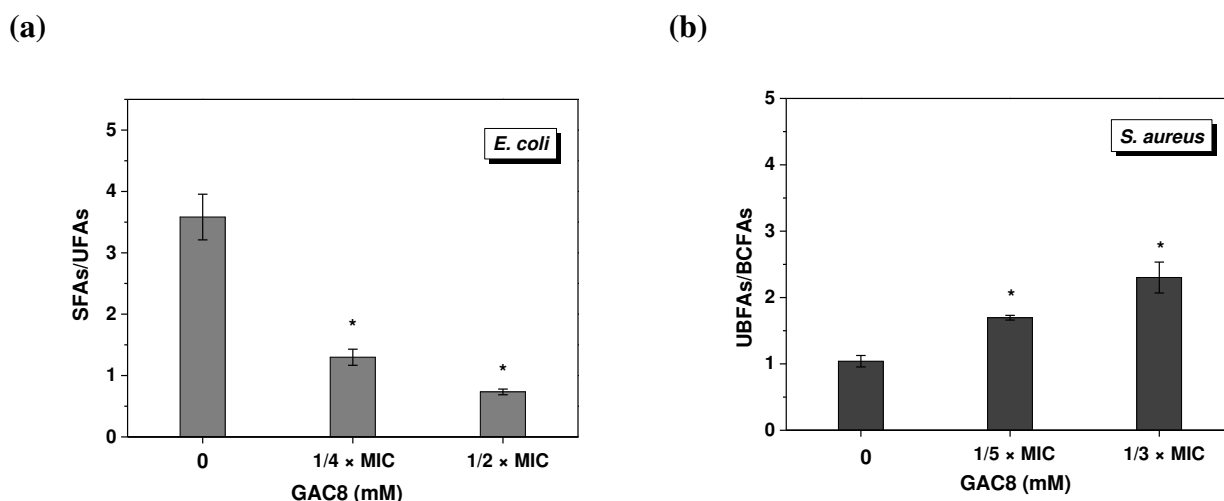 (a)
5
4
3
2
1
0
SFAs/UFAs
E. coli
*
*
0
1/4 × MIC
1/2 × MIC
GAC8 (mM)
(b)
5
4
3
2
1
0
UBFAs/BCFAs
S. aureus
*
*
0
1/5 × MIC
1/3 × MIC
GAC8 (mM)